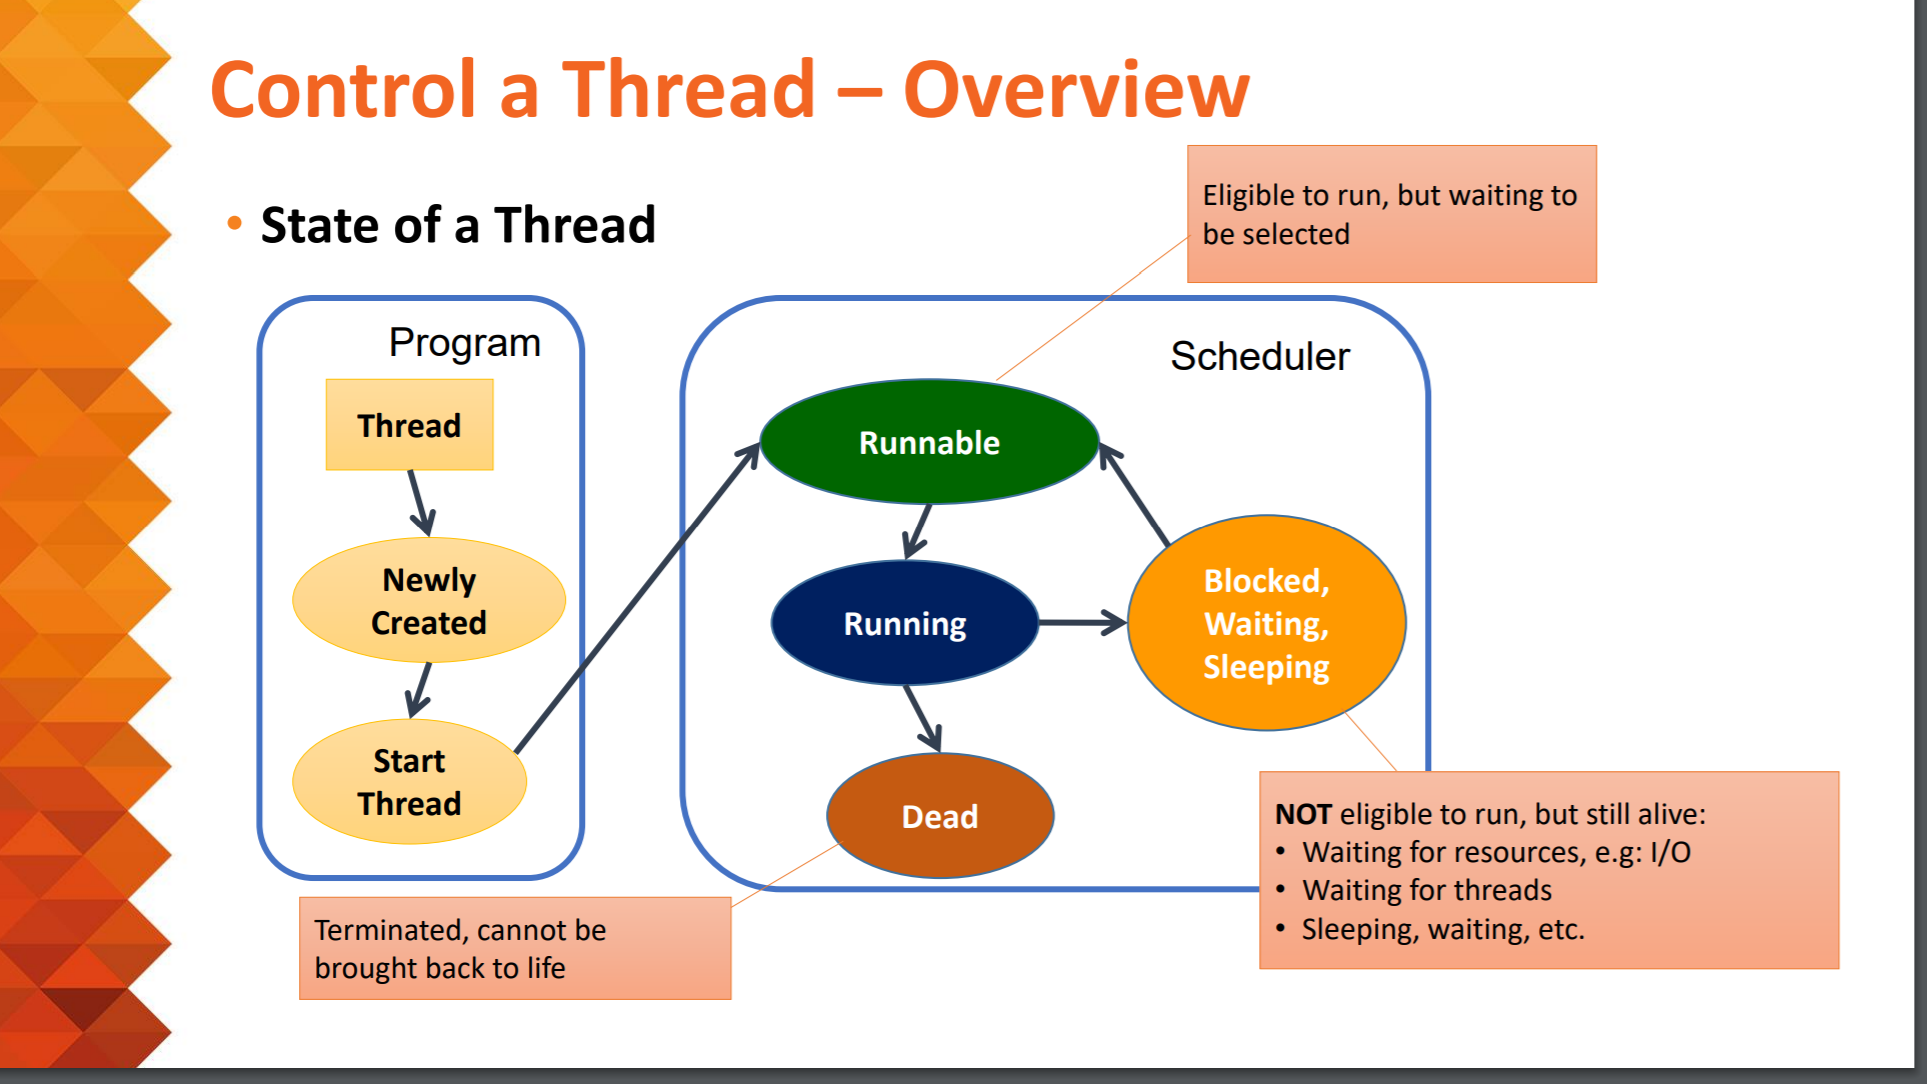 Control a Thread – Overview
• State of a Thread
Eligible to run, but waiting to
be selected
Program
Thread
Newly
Created
Start
Thread
Scheduler
Runnable
Running
Blocked,
Waiting,
Sleeping
Dead
Terminated, cannot be
brought back to life
NOT eligible to run, but still alive:
• Waiting for resources, e.g: I/O
• Waiting for threads
• Sleeping, waiting, etc.